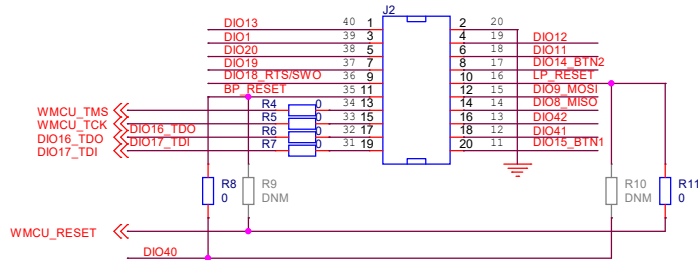 J2
DIO13 40 1 2 20
DIO1 39 3 4 19 DIO12
DIO20 38 5 6 18 DIO11
DIO19 37 7 8 17 DIO14_BTN2
DIO18_RTS/SWO 36 9 10 16 LP_RESET
BP_RESET 35 11 12 15 DIO9_MOSI
WMCU_TMS R4 0 34 13 14 14 DIO8_MISO
WMCU_TCK R5 0 33 15 16 13 DIO42
DIO16_TDO DIO16_TDO R6 0 32 17 18 12 DIO41
DIO17_TDI DIO17_TDI R7 0 31 19 20 11 DIO15_BTN1
R8 R9 R10 R11
0 DNM DNM 0
WMCU_RESET
DIO40